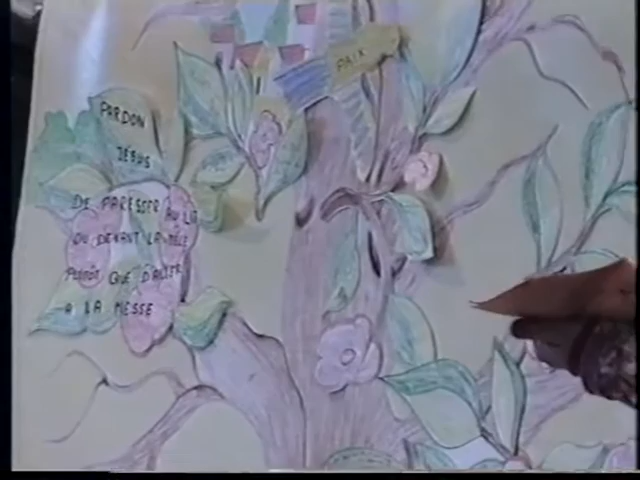 PAIX
PARDON
JÉSUS
DE PARESSER AU LIT
OU DEVANT LA TÉLÉ
PLUTÔT QUE D'ALLER
A LA MESSE